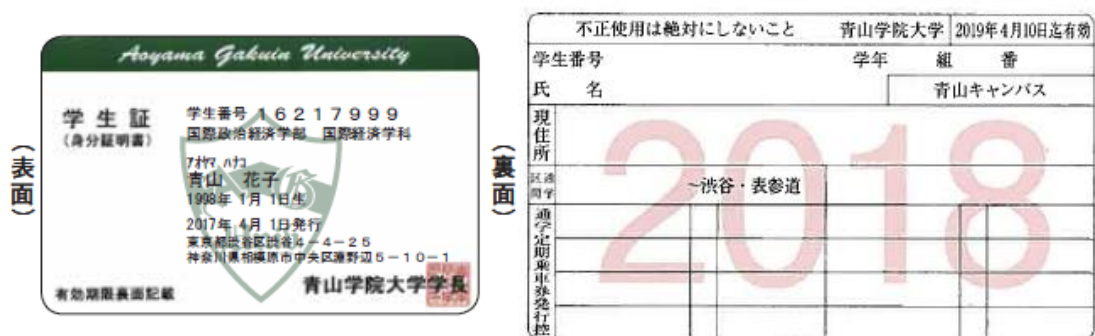 (表面)
Aoyama Gakuin University
学生証
(身分証明書)
学生番号 16217999
国際政治経済学部 国際経済学科
アオヤマ ハナコ
青山 花子
1998年 1月 1日生
2017年 4月 1日発行
東京都渋谷区渋谷4-4-25
神奈川県相模原市中央区淵野辺5-10-1
有効期限裏面記載
青山学院大学学長
(裏面)
不正使用は絶対にしないこと 青山学院大学 2019年4月10日迄有効
学生番号 学年 組 番
氏名 青山キャンパス
現住所
2018
通学区間 ~渋谷・表参道
通学定期乗車券発行控